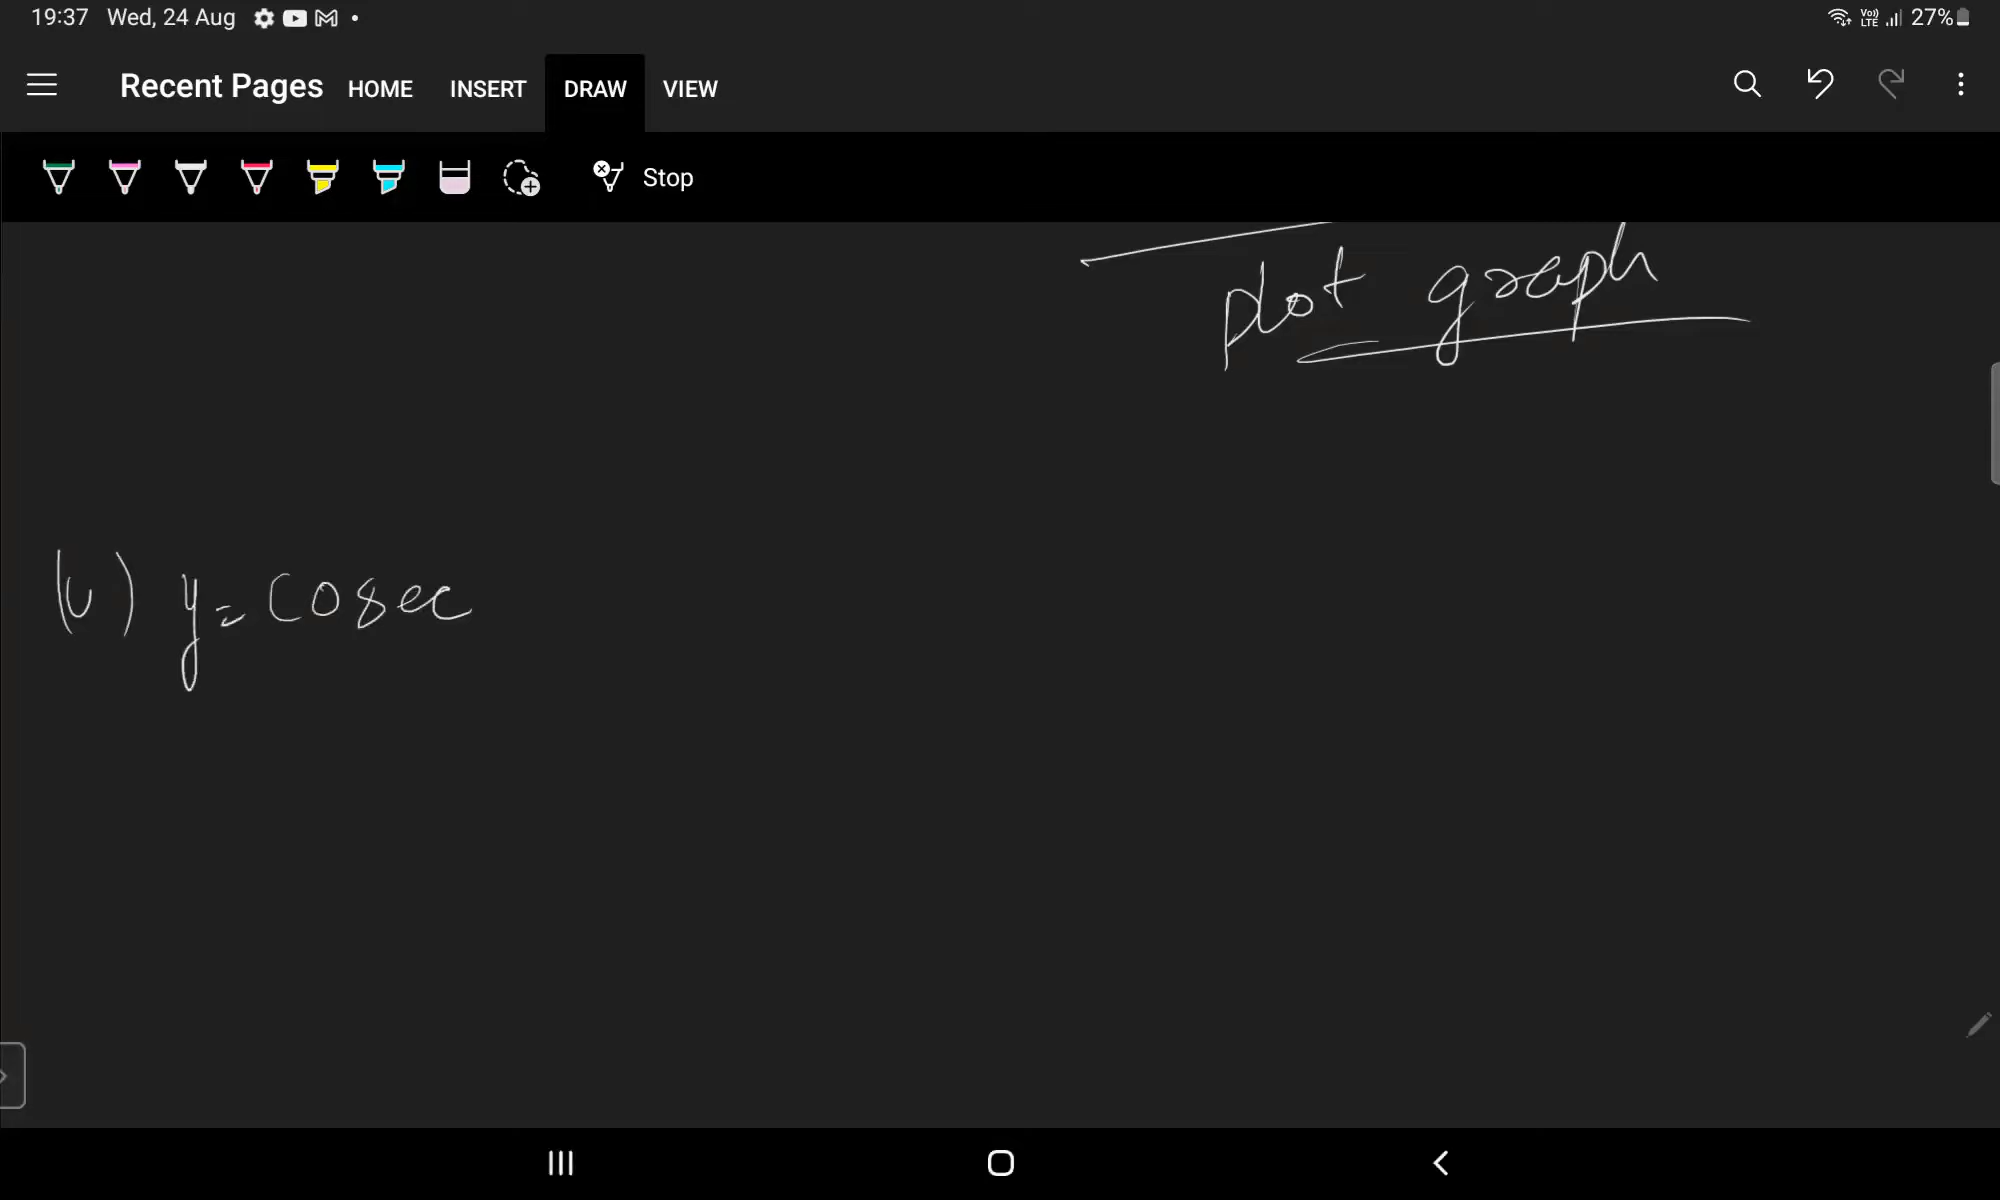 19:37 Wed, 24 Aug 27%
Recent Pages HOME INSERT DRAW VIEW
Stop
plot graph
(v) y = cosec